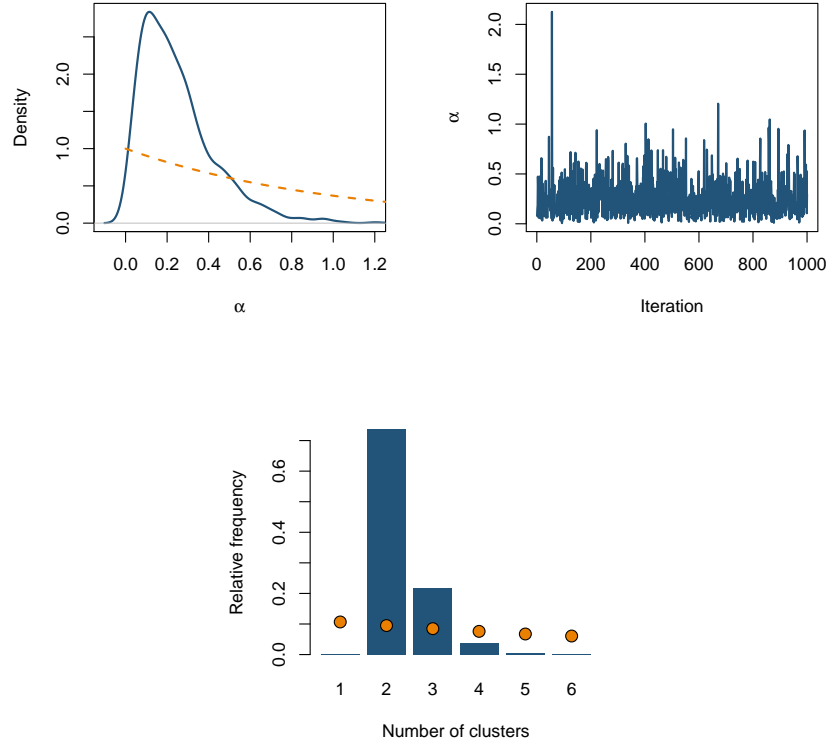 Density
0.0
1.0
2.0
0.0 0.2 0.4 0.6 0.8 1.0 1.2
α
α
0.0
0.5
1.0
1.5
2.0
0 200 400 600 800 1000
Iteration
Relative frequency
0.0
0.2
0.4
0.6
1 2 3 4 5 6
Number of clusters